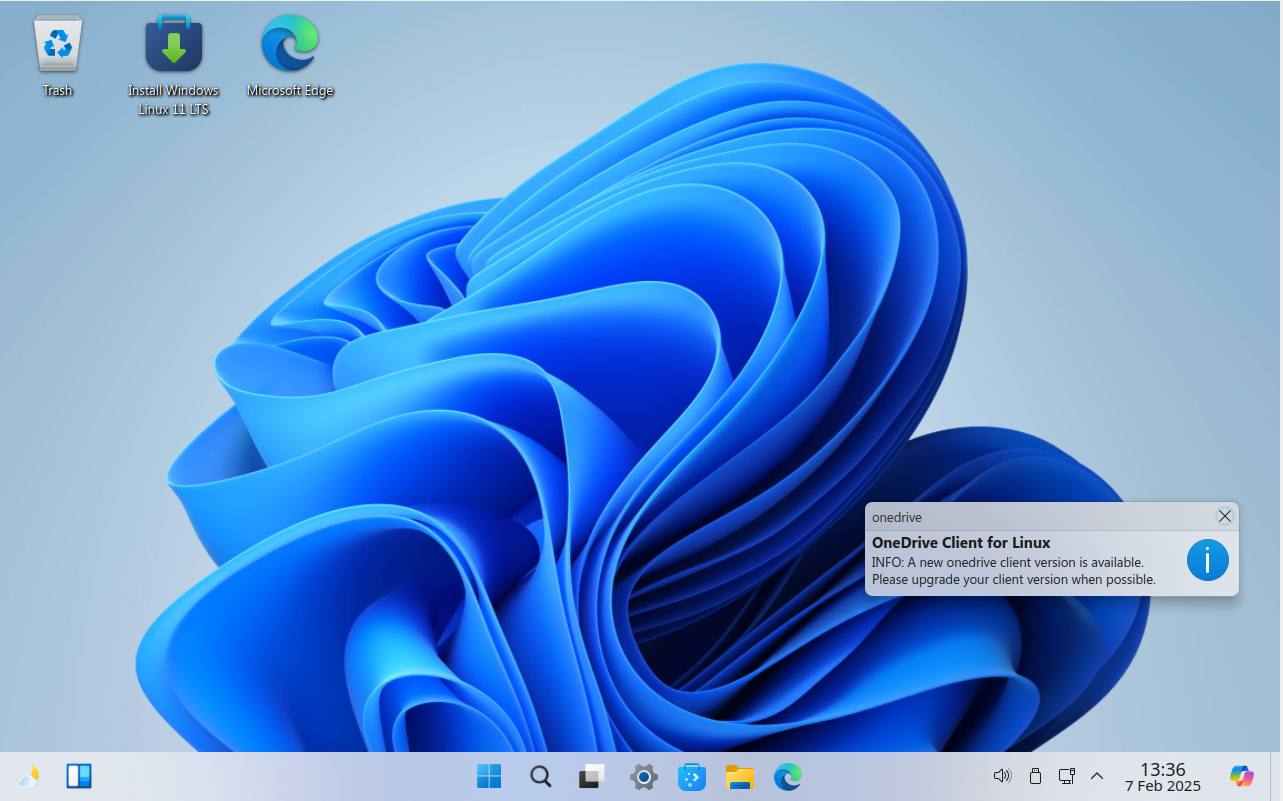 Trash
Install Windows
Linux 11 LTS
Microsoft Edge
onedrive
OneDrive Client for Linux
INFO: A new onedrive client version is available.
Please upgrade your client version when possible.
13:36
7 Feb 2025